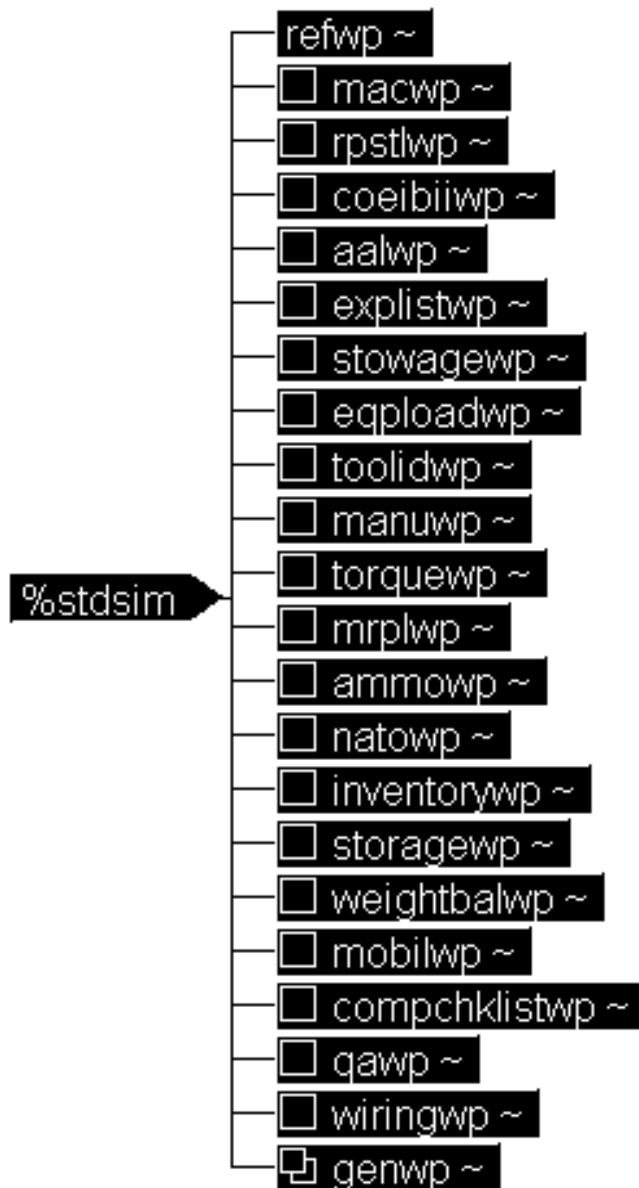 refwp ~
macwp ~
rpstlwp ~
coeibiiwp ~
aalwp ~
explistwp ~
stowagewp ~
eqploadwp ~
toolidwp ~
manuwp ~
%stdsim
torquewp ~
mrplwp ~
ammowp ~
natowp ~
inventorywp ~
storagewp ~
weightbalwp ~
mobilwp ~
compchklistwp ~
qawp ~
wiringwp ~
genwp ~